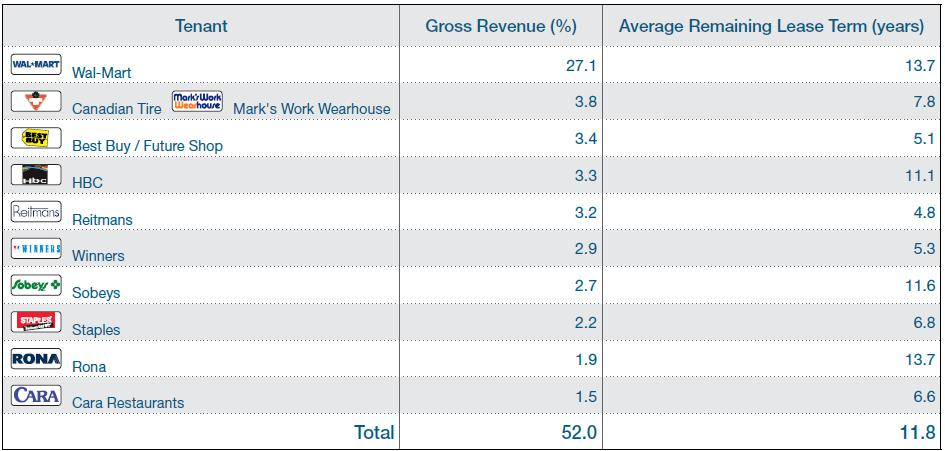 Tenant Gross Revenue (%) Average Remaining Lease Term (years)
WAL-MART Wal-Mart 27.1 13.7
Canadian Tire Mark'sWork Wearhouse Mark's Work Wearhouse 3.8 7.8
BEST BUY Best Buy / Future Shop 3.4 5.1
Hbc HBC 3.3 11.1
Reitmans Reitmans 3.2 4.8
WINNERS Winners 2.9 5.3
Sobeys Sobeys 2.7 11.6
STAPLES Staples 2.2 6.8
RONA Rona 1.9 13.7
CARA Cara Restaurants 1.5 6.6
Total 52.0 11.8